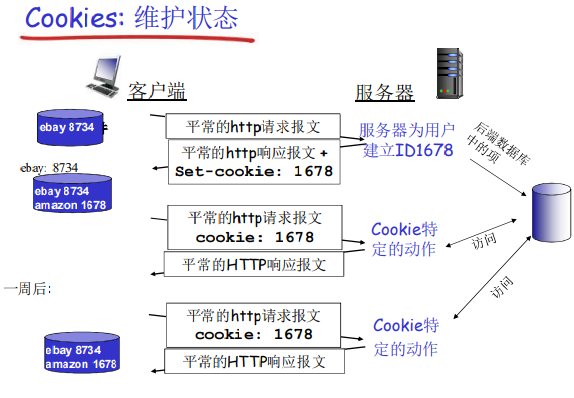 Cookies: 维护状态
客户端
服务器
ebay 8734
平常的http请求报文
服务器为用户
建立ID1678
后端数据库
中的项
平常的http响应报文 +
Set-cookie: 1678
ebay: 8734
ebay 8734
amazon 1678
平常的http请求报文
cookie: 1678
Cookie特
定的动作
访问
平常的HTTP响应报文
一周后:
访问
平常的http请求报文
cookie: 1678
Cookie特
定的动作
ebay 8734
amazon 1678
平常的HTTP响应报文